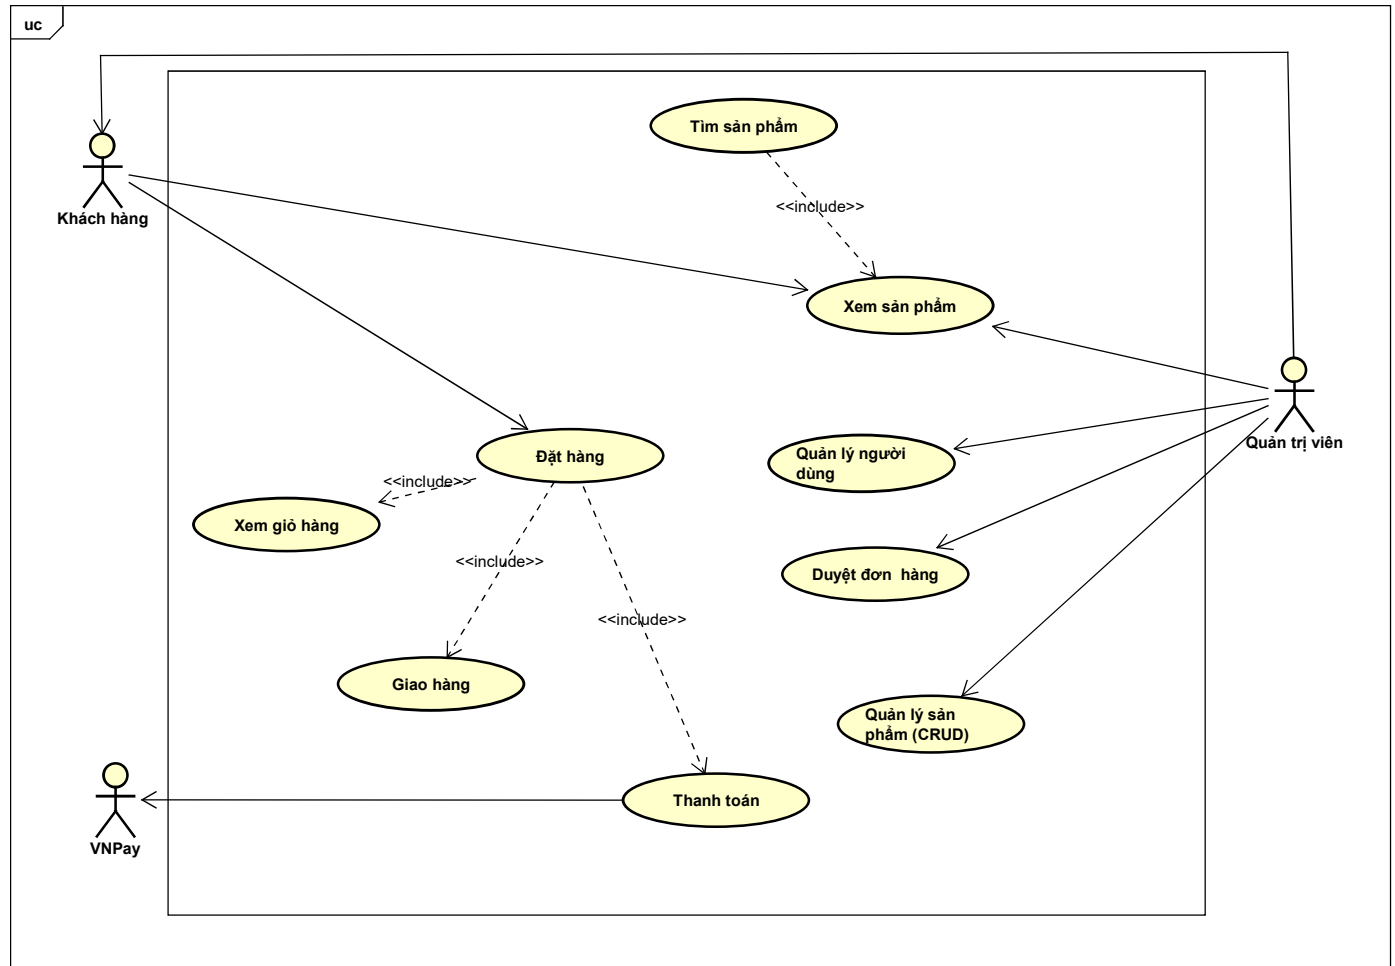 uc
Tìm sản phẩm
<<include>>
Khách hàng
Xem sản phẩm
Quản trị viên
Đặt hàng
Quản lý người
dùng
<<include>>
Xem giỏ hàng
<<include>>
Duyệt đơn  hàng
<<include>>
Giao hàng
Quản lý sản
phẩm (CRUD)
Thanh toán
VNPay